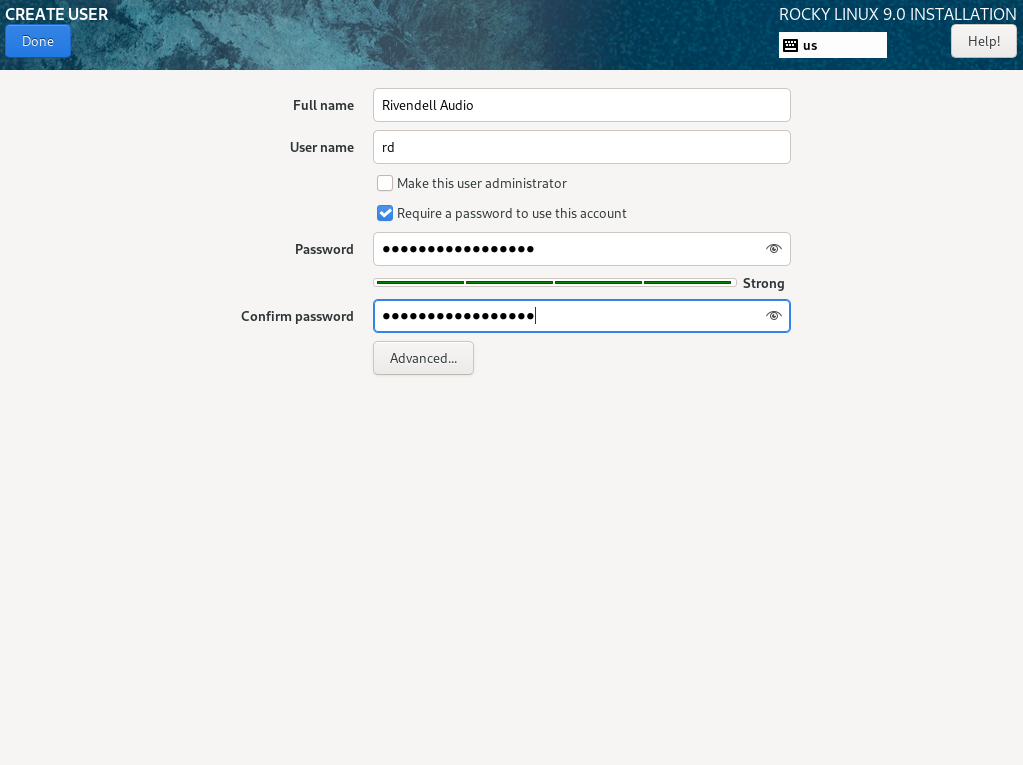 CREATE USER
ROCKY LINUX 9.0 INSTALLATION
Done
us
Help!
Full name
Rivendell Audio
User name
rd
Make this user administrator
Require a password to use this account
Password
●●●●●●●●●●●●●●●●●
Strong
Confirm password
●●●●●●●●●●●●●●●●●
Advanced...